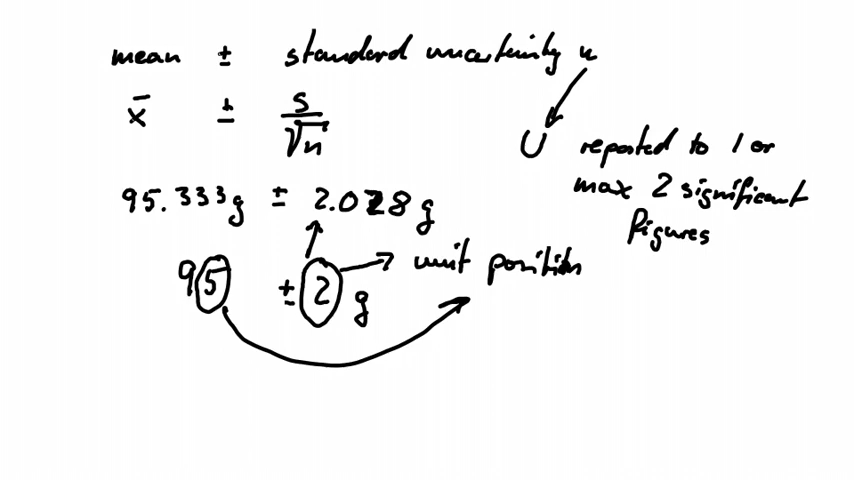 mean ± standard uncertainty u
x̄ ± s/√n
U reported to 1 or
max 2 significant
figures
95.333g ± 2.028 g
95 ± 2 g → unit position